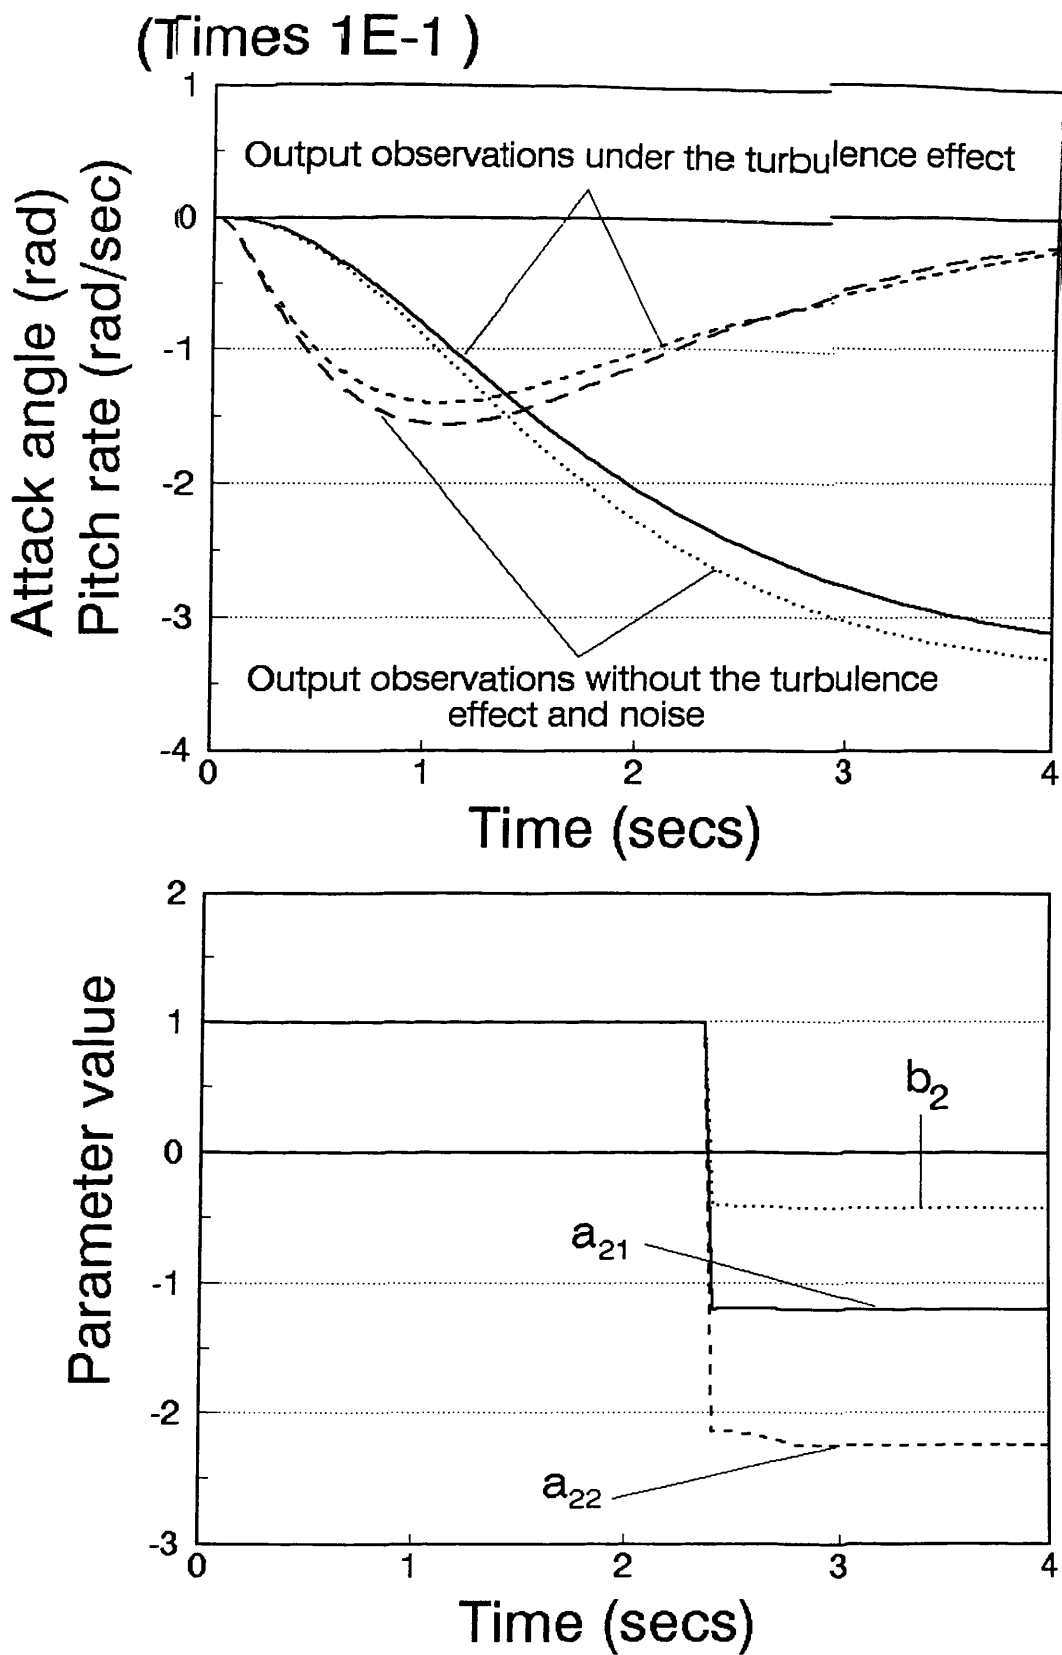 (Times 1E-1 )
Attack angle (rad)
Pitch rate (rad/sec)
1
0
-1
-2
-3
-4
Output observations under the turbulence effect
Output observations without the turbulence
effect and noise
0 1 2 3 4
Time (secs)
Parameter value
2
1
0
-1
-2
-3
b2
a21
a22
0 1 2 3 4
Time (secs)